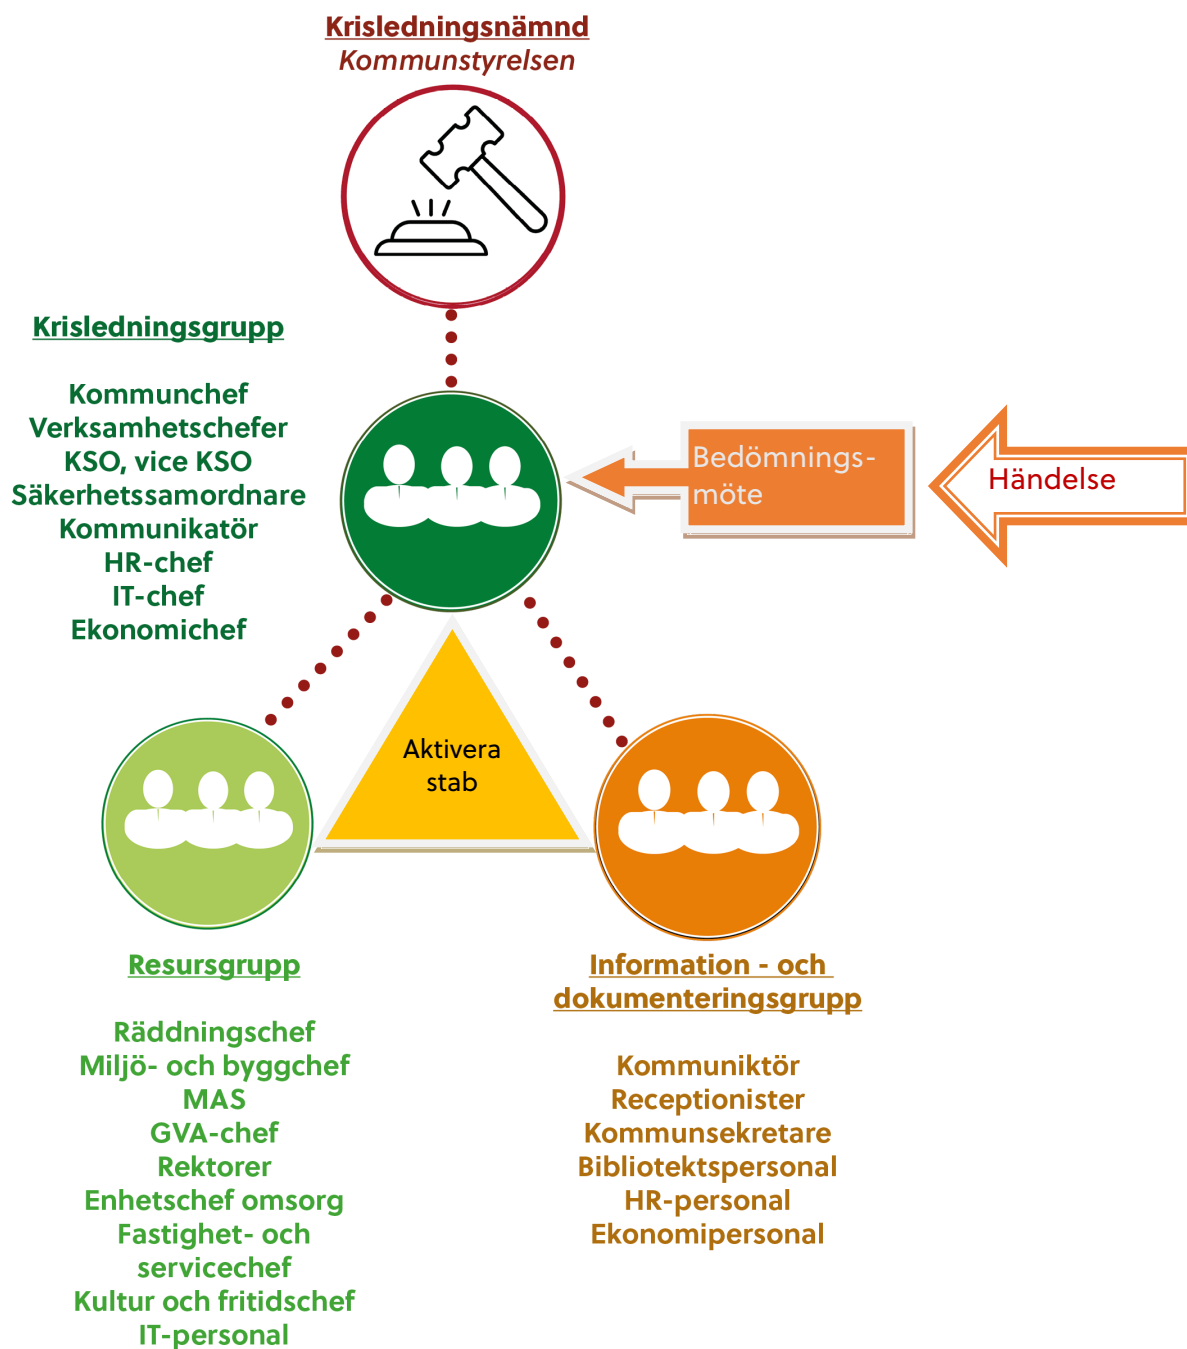 Krisledningsnämnd
Kommunstyrelsen
Krisledningsgrupp
Kommunchef
Verksamhetschefer
KSO, vice KSO
Säkerhetssamordnare
Kommunikatör
HR-chef
IT-chef
Ekonomichef
Bedömnings-
möte
Händelse
Aktivera
stab
Resursgrupp
Räddningschef
Miljö- och byggchef
MAS
GVA-chef
Rektorer
Enhetschef omsorg
Fastighet- och
servicechef
Kultur och fritidschef
IT-personal
Information - och
dokumenteringsgrupp
Kommuniktör
Receptionister
Kommunsekretare
Bibliotektspersonal
HR-personal
Ekonomipersonal